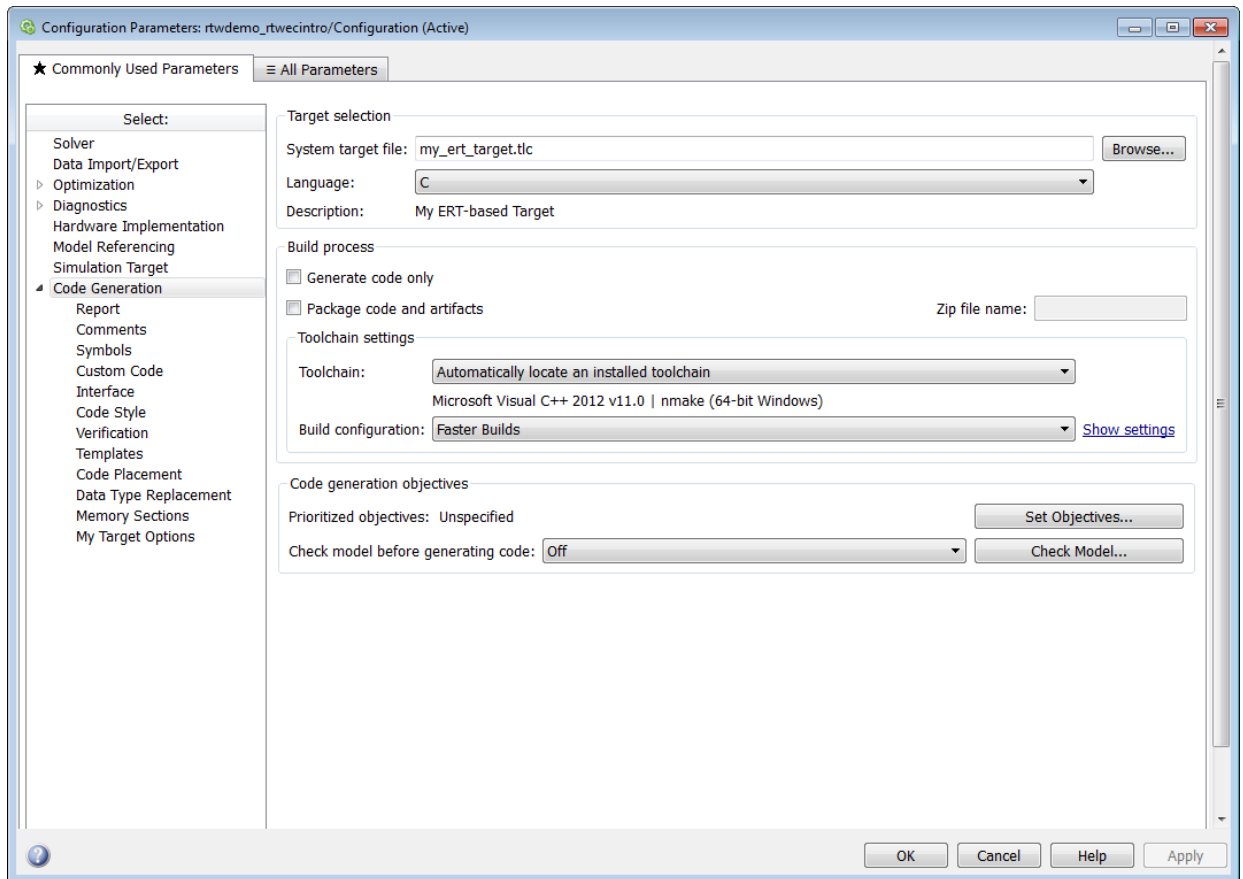 Configuration Parameters: rtwdemo_rtwecintro/Configuration (Active)
★ Commonly Used Parameters
≡ All Parameters
Select:
Solver
Data Import/Export
Optimization
Diagnostics
Hardware Implementation
Model Referencing
Simulation Target
Code Generation
Report
Comments
Symbols
Custom Code
Interface
Code Style
Verification
Templates
Code Placement
Data Type Replacement
Memory Sections
My Target Options
Target selection
System target file: my_ert_target.tlc Browse...
Language: C
Description: My ERT-based Target
Build process
Generate code only
Package code and artifacts Zip file name:
Toolchain settings
Toolchain: Automatically locate an installed toolchain
Microsoft Visual C++ 2012 v11.0 | nmake (64-bit Windows)
Build configuration: Faster Builds Show settings
Code generation objectives
Prioritized objectives: Unspecified Set Objectives...
Check model before generating code: Off Check Model...
OK Cancel Help Apply